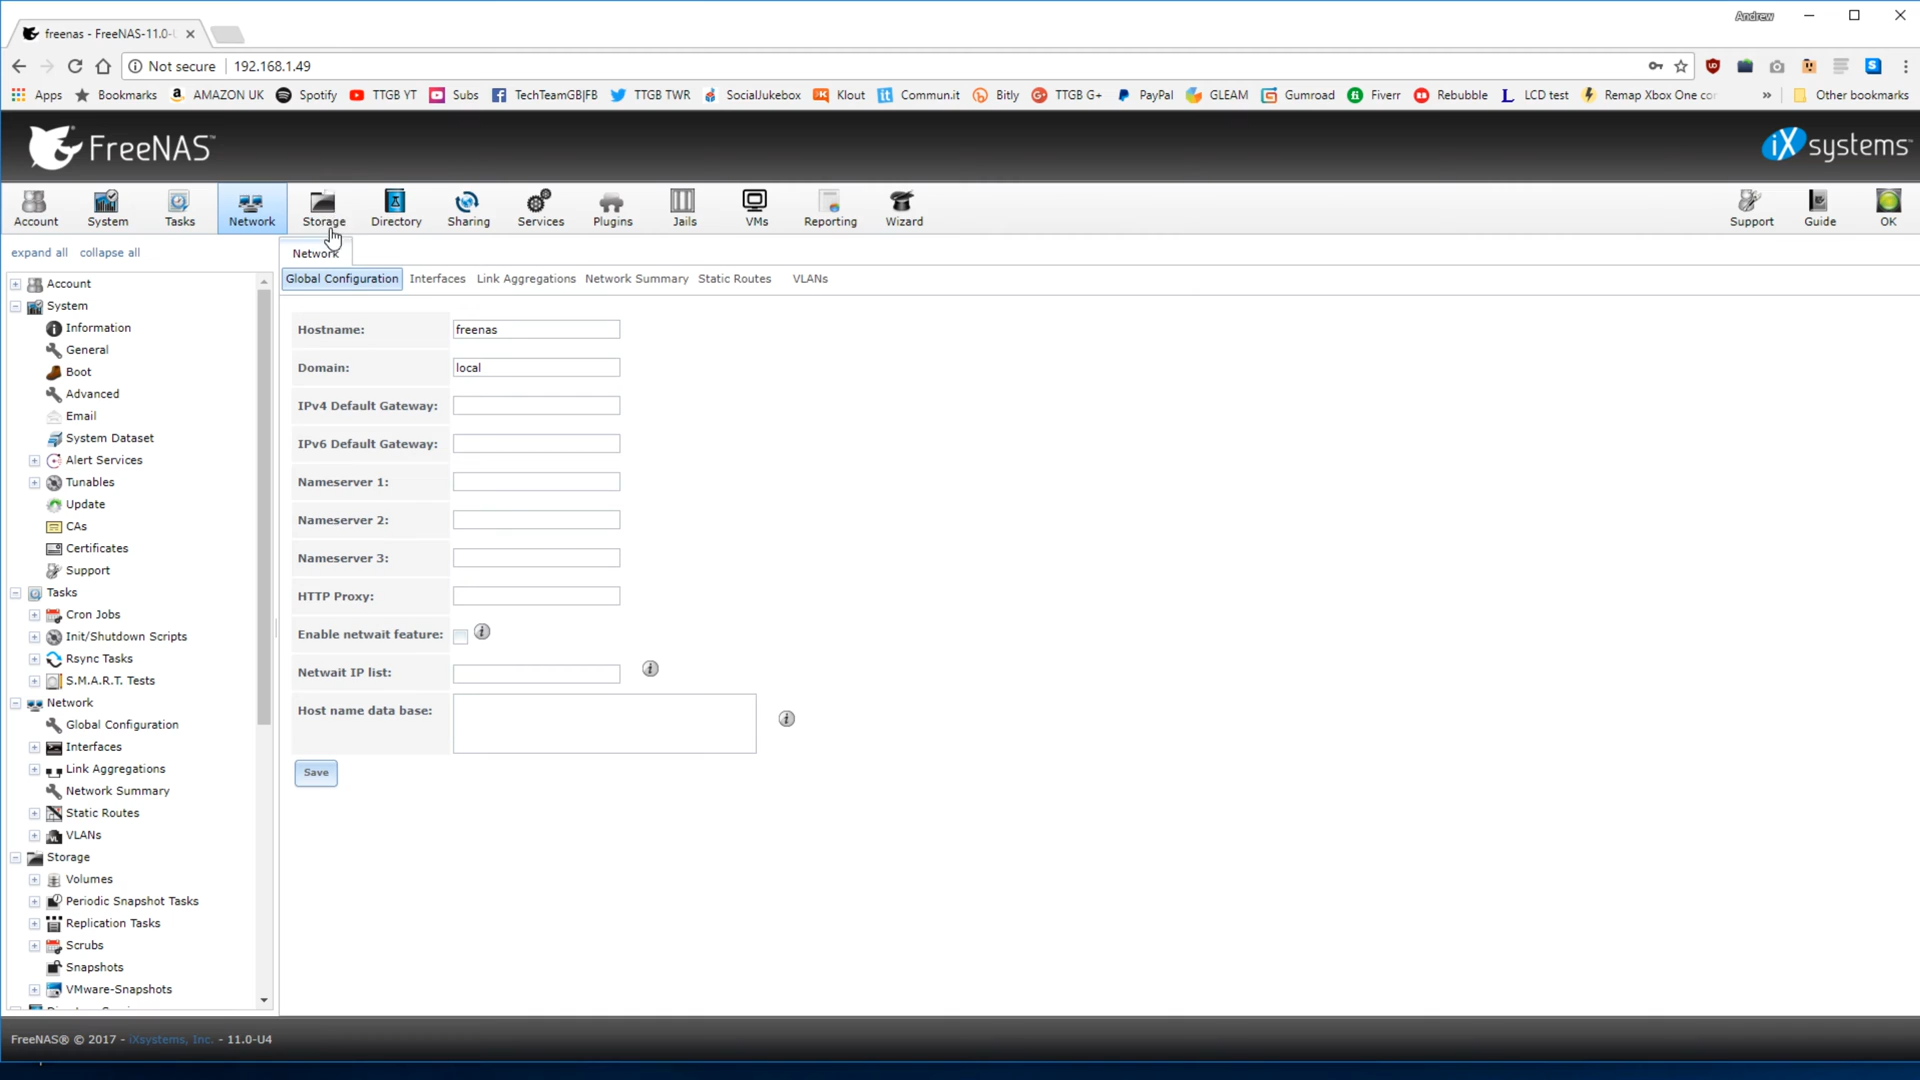 Andrew
freenas - FreeNAS-11.0-U
Not secure 192.168.1.49
Apps Bookmarks AMAZON UK Spotify TTGB YT Subs TechTeamGB|FB TTGB TWR SocialJukebox Klout Commun.it Bitly TTGB G+ PayPal GLEAM Gumroad Fiverr Rebubble LCD test Remap Xbox One co » Other bookmarks
FreeNAS™ iXsystems™
Account System Tasks Network Storage Directory Sharing Services Plugins Jails VMs Reporting Wizard Support Guide OK
expand all collapse all
Network
Global Configuration Interfaces Link Aggregations Network Summary Static Routes VLANs
Account
System
Information
General
Boot
Advanced
Email
System Dataset
Alert Services
Tunables
Update
CAs
Certificates
Support
Tasks
Cron Jobs
Init/Shutdown Scripts
Rsync Tasks
S.M.A.R.T. Tests
Network
Global Configuration
Interfaces
Link Aggregations
Network Summary
Static Routes
VLANs
Storage
Volumes
Periodic Snapshot Tasks
Replication Tasks
Scrubs
Snapshots
VMware-Snapshots
Hostname: freenas
Domain: local
IPv4 Default Gateway:
IPv6 Default Gateway:
Nameserver 1:
Nameserver 2:
Nameserver 3:
HTTP Proxy:
Enable netwait feature:
Netwait IP list:
Host name data base:
Save
FreeNAS® © 2017 - iXsystems, Inc. - 11.0-U4